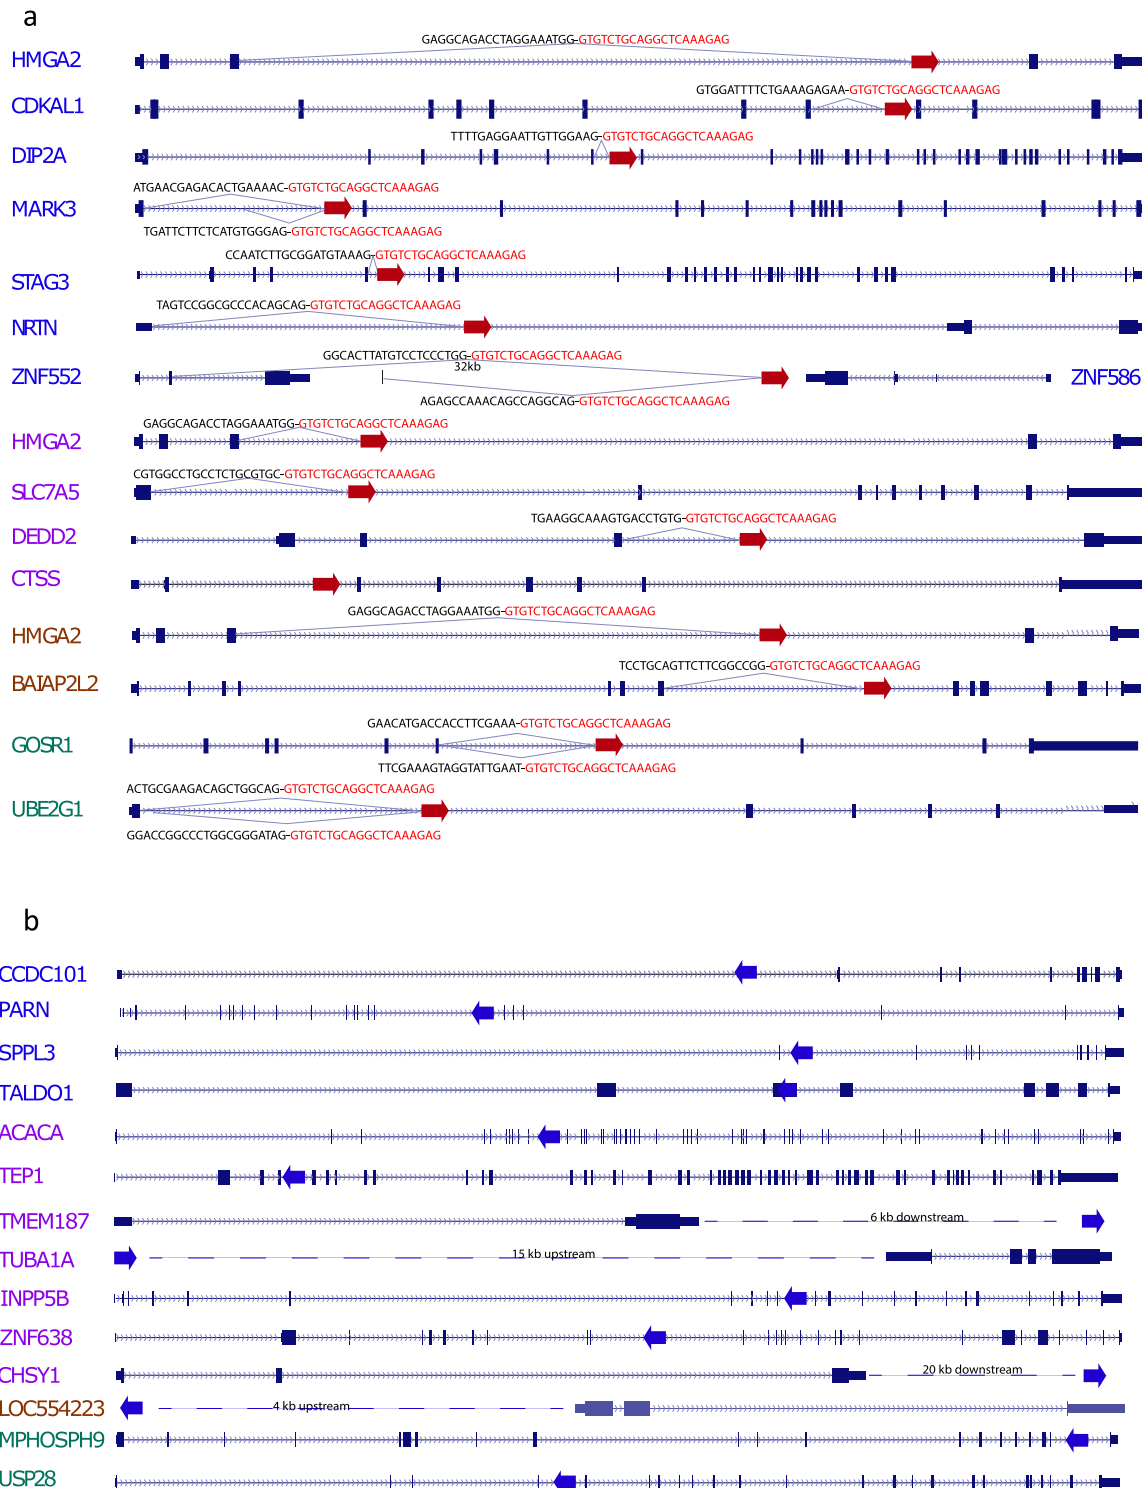 a
GAGGCAGACCTAGGAAATGG-GTGTCTGCAGGCTCAAAGAG
HMGA2
GTGGATTTTCTGAAAGAGAA-GTGTCTGCAGGCTCAAAGAG
CDKAL1
TTTTGAGGAATTGTTGGAAG-GTGTCTGCAGGCTCAAAGAG
DIP2A
ATGAACGAGACACTGAAAAC-GTGTCTGCAGGCTCAAAGAG
MARK3
TGATTCTTCTCATGTGGGAG-GTGTCTGCAGGCTCAAAGAG
CCAATCTTGCGGATGTAAAG-GTGTCTGCAGGCTCAAAGAG
STAG3
TAGTCCGGCGCCCACAGCAG-GTGTCTGCAGGCTCAAAGAG
NRTN
GGCACTTATGTCCTCCCTGG-GTGTCTGCAGGCTCAAAGAG
32kb
ZNF552 ZNF586
AGAGCCAAACAGCCAGGCAG-GTGTCTGCAGGCTCAAAGAG
GAGGCAGACCTAGGAAATGG-GTGTCTGCAGGCTCAAAGAG
HMGA2
CGTGGCCTGCCTCTGCGTGC-GTGTCTGCAGGCTCAAAGAG
SLC7A5
TGAAGGCAAAGTGACCTGTG-GTGTCTGCAGGCTCAAAGAG
DEDD2
CTSS
GAGGCAGACCTAGGAAATGG-GTGTCTGCAGGCTCAAAGAG
HMGA2
TCCTGCAGTTCTTCGGCCGG-GTGTCTGCAGGCTCAAAGAG
BAIAP2L2
GAACATGACCACCTTCGAAA-GTGTCTGCAGGCTCAAAGAG
GOSR1
TTCGAAAGTAGGTATTGAAT-GTGTCTGCAGGCTCAAAGAG
ACTGCGAAGACAGCTGGCAG-GTGTCTGCAGGCTCAAAGAG
UBE2G1
GGACCGGCCCTGGCGGGATAG-GTGTCTGCAGGCTCAAAGAG
b
CCDC101
PARN
SPPL3
TALDO1
ACACA
TEP1
TMEM187 6 kb downstream
TUBA1A 15 kb upstream
INPP5B
ZNF638
CHSY1 20 kb downstream
LOC554223 4 kb upstream
MPHOSPH9
USP28